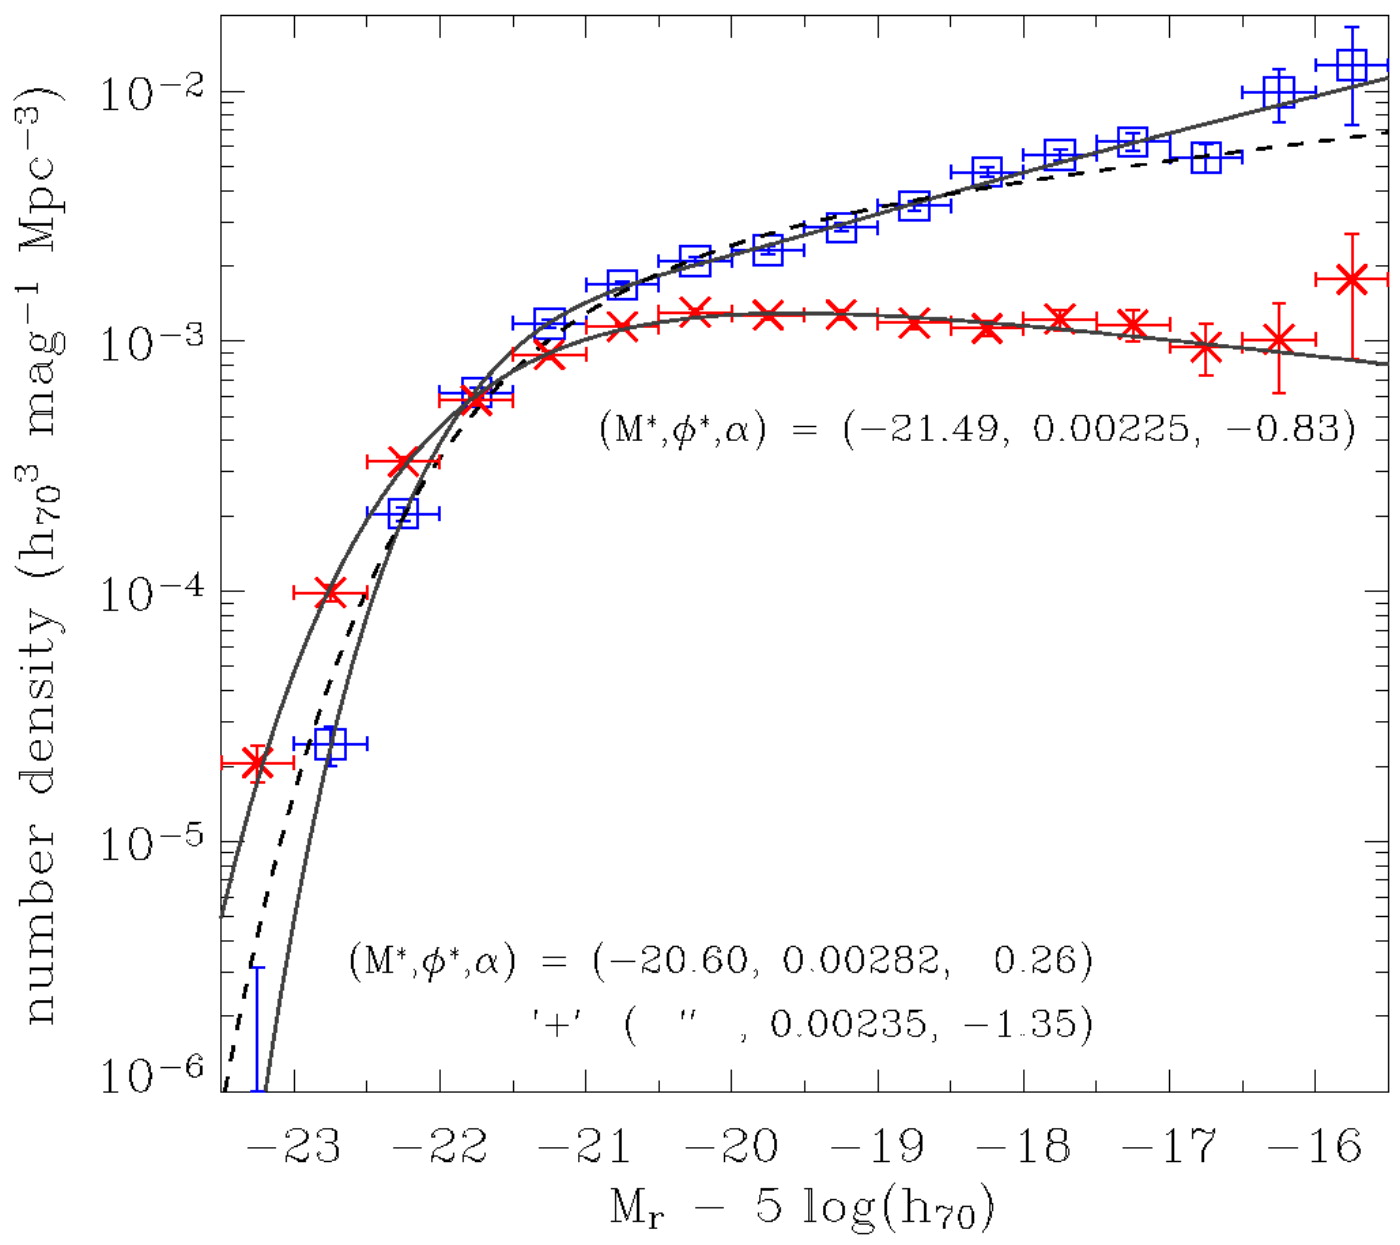 number density (h₇₀³ mag⁻¹ Mpc⁻³)
10⁻²
10⁻³
10⁻⁴
10⁻⁵
10⁻⁶
(M*,ϕ*,α) = (−21.49, 0.00225, −0.83)
(M*,ϕ*,α) = (−20.60, 0.00282, 0.26)
'+' ( " , 0.00235, −1.35)
−23 −22 −21 −20 −19 −18 −17 −16
Mᵣ − 5 log(h₇₀)